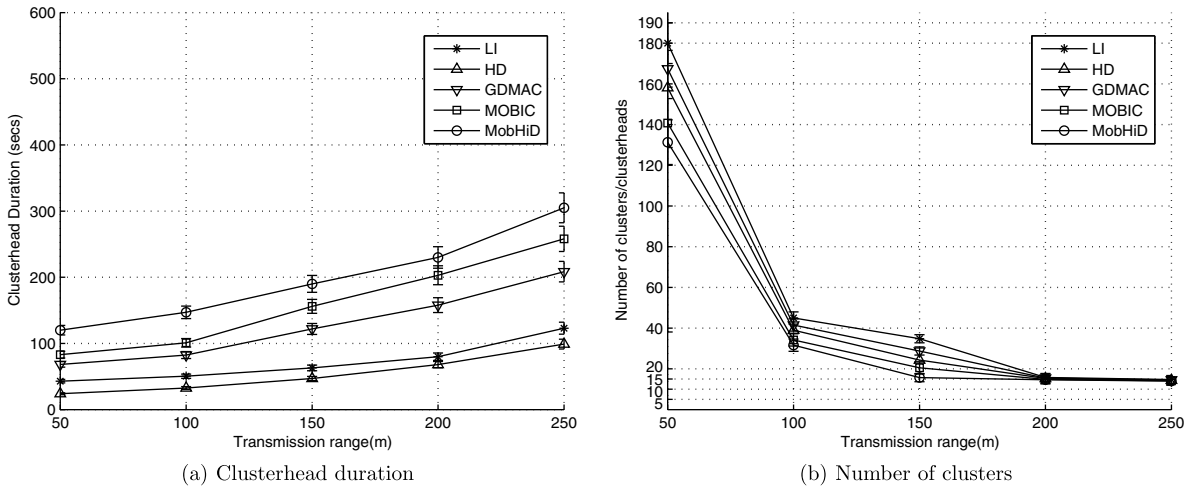 600
500
400
300
200
100
0
Clusterhead Duration (secs)
LI
HD
GDMAC
MOBIC
MobHiD
50 100 150 200 250
Transmission range(m)
(a) Clusterhead duration
190
180
160
140
120
100
80
60
40
20
15
10
5
Number of clusters/clusterheads
LI
HD
GDMAC
MOBIC
MobHiD
50 100 150 200 250
Transmission range(m)
(b) Number of clusters